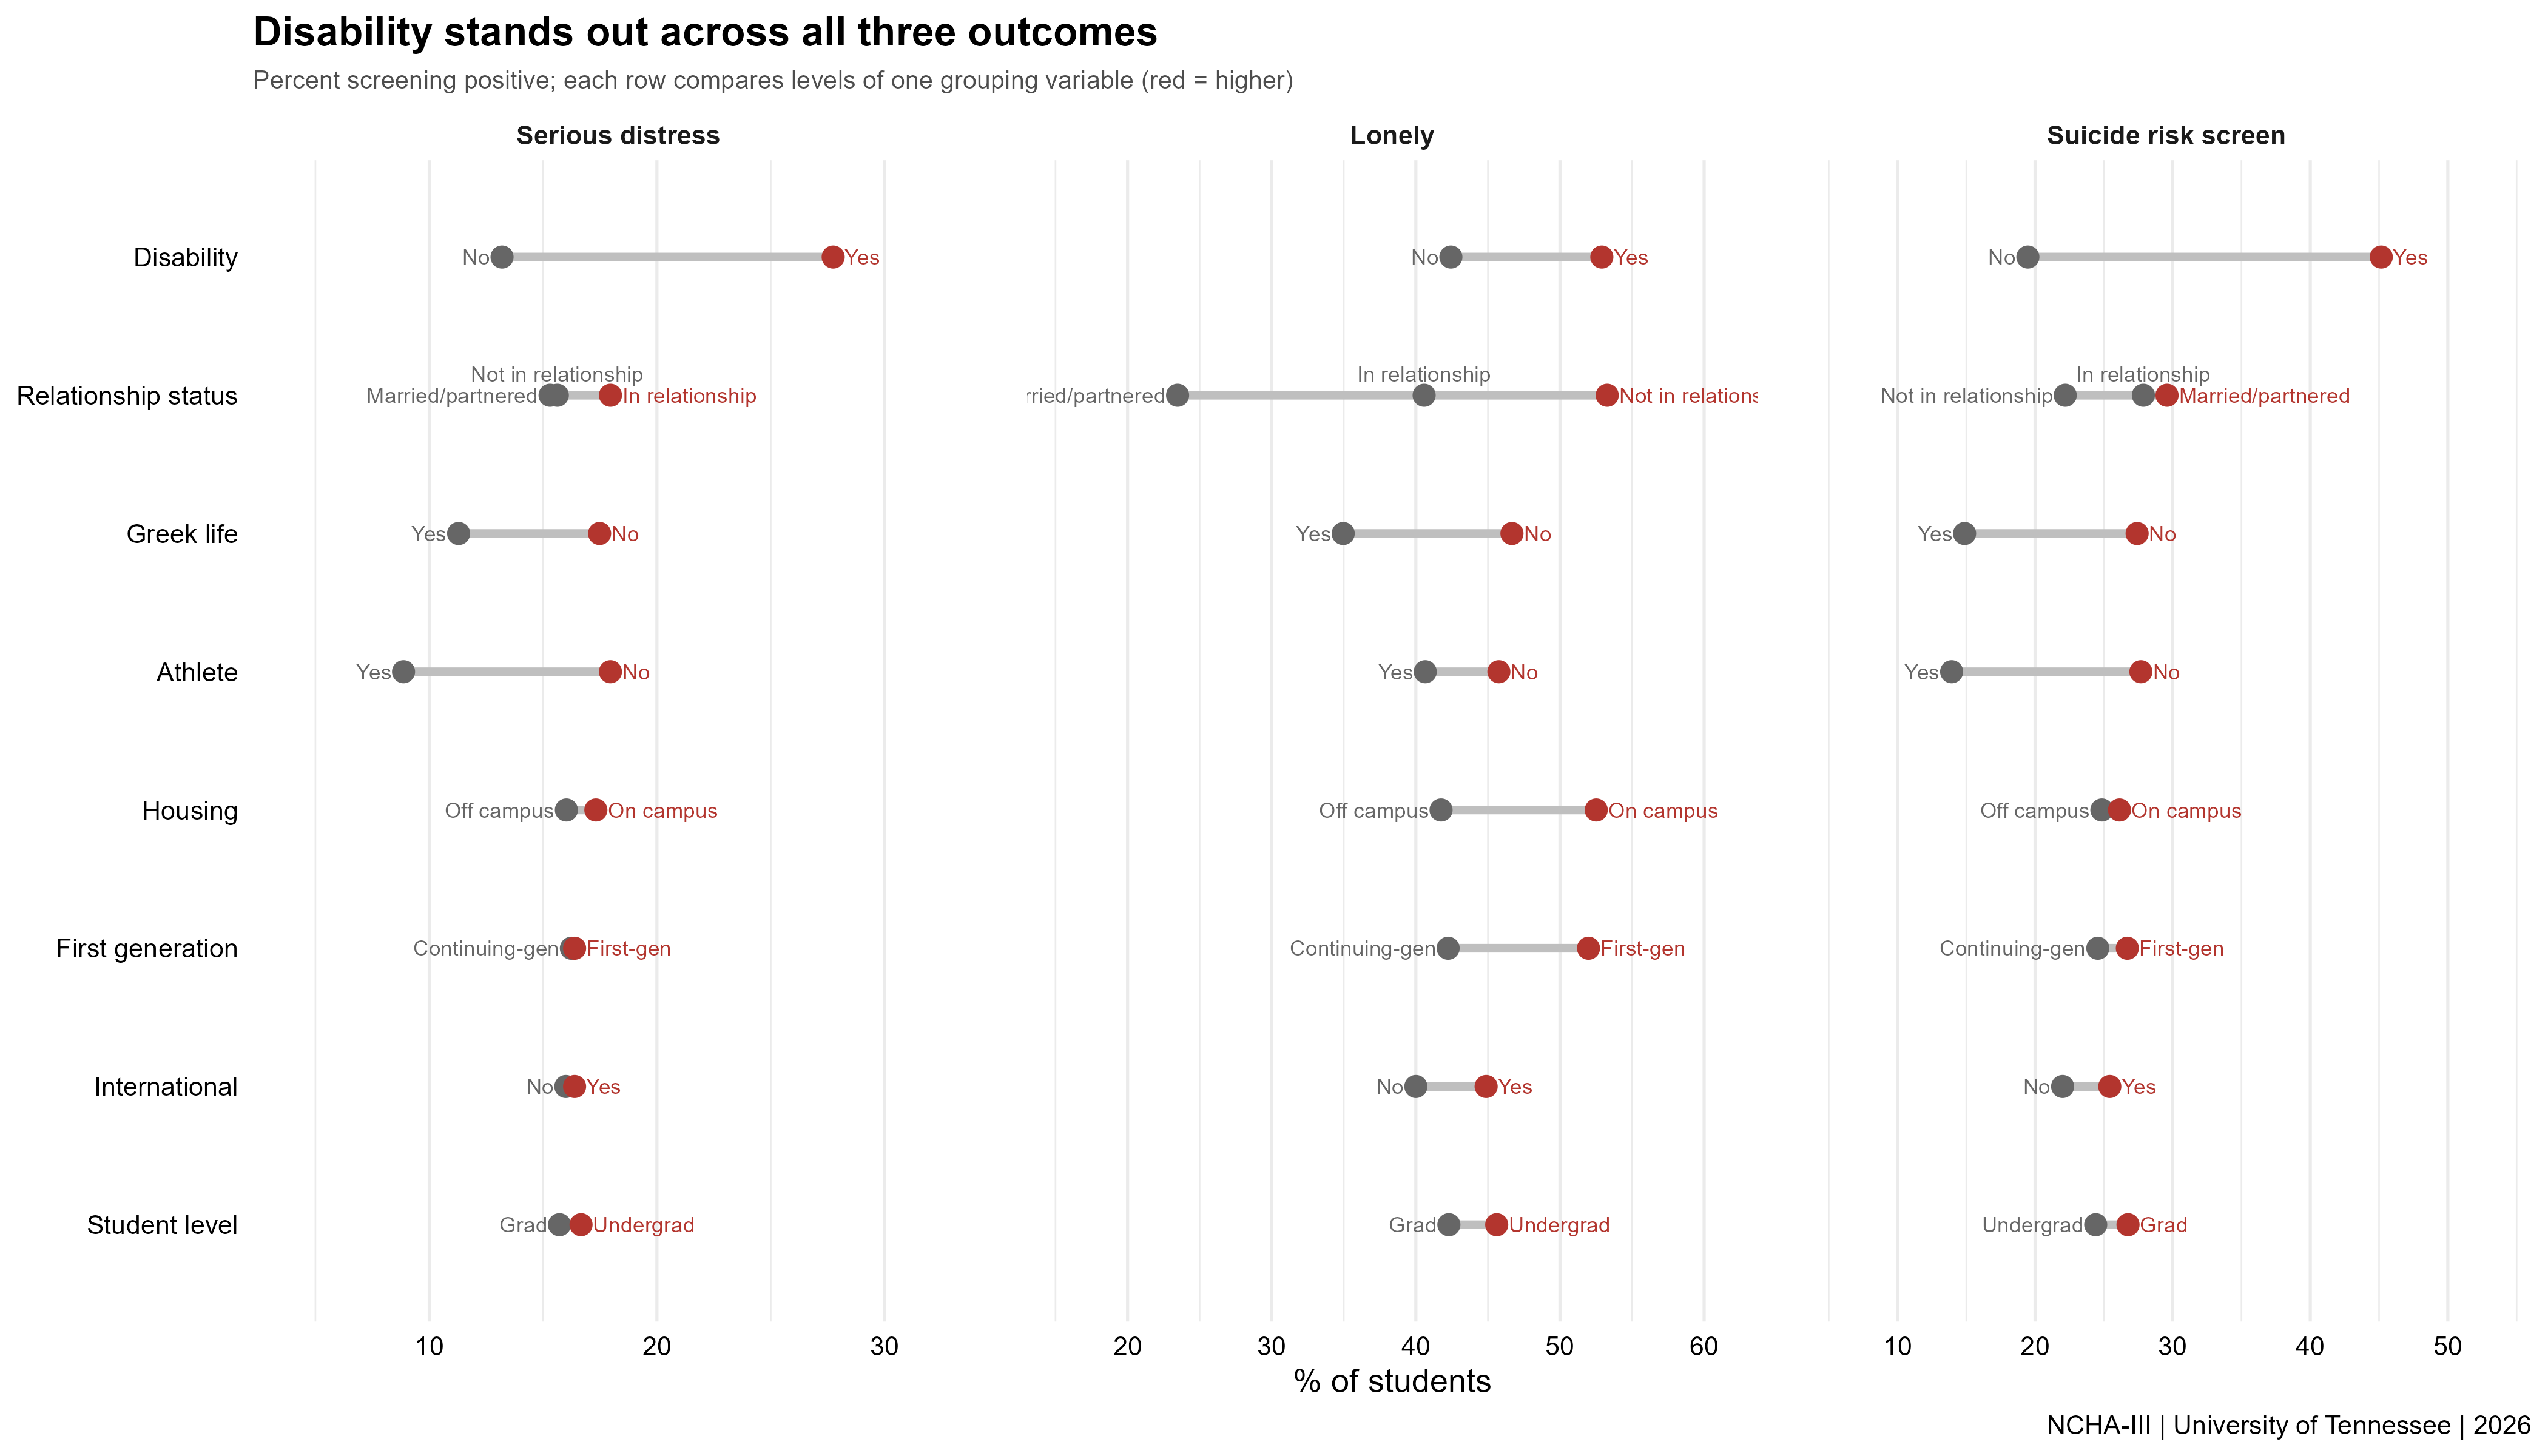 Disability stands out across all three outcomes
Percent screening positive; each row compares levels of one grouping variable (red = higher)
Serious distress Lonely Suicide risk screen
Disability No Yes No Yes No Yes
Not in relationship In relationship In relationship
Relationship status Married/partnered In relationship rried/partnered Not in relations Not in relationship Married/partnered
Greek life Yes No Yes No Yes No
Athlete Yes No Yes No Yes No
Housing Off campus On campus Off campus On campus Off campus On campus
First generation Continuing-gen First-gen Continuing-gen First-gen Continuing-gen First-gen
International No Yes No Yes No Yes
Student level Grad Undergrad Grad Undergrad Undergrad Grad
10 20 30 20 30 40 50 60 10 20 30 40 50
% of students
NCHA-III | University of Tennessee | 2026